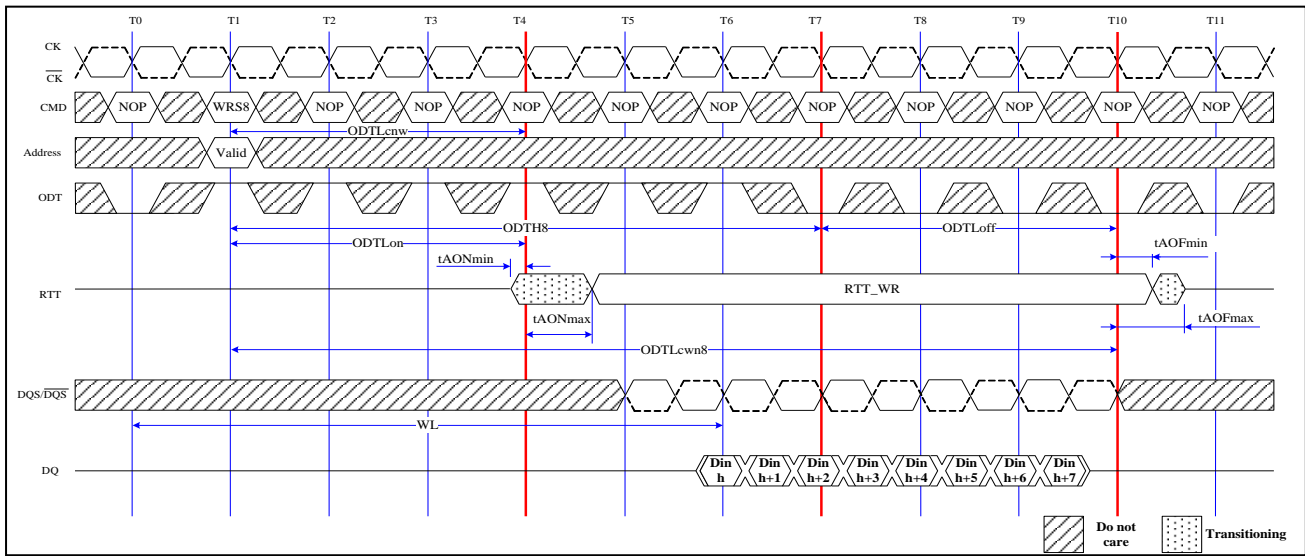 T0 T1 T2 T3 T4 T5 T6 T7 T8 T9 T10 T11
CK
CK
CMD NOP WRS8 NOP NOP NOP NOP NOP NOP NOP NOP NOP NOP
ODTLcnw
Address Valid
ODT
ODTH8 ODTLoff
ODTLon
tAONmin tAOFmin
RTT RTT_WR
tAONmax tAOFmax
ODTLcwn8
DQS/DQS
WL
DQ Din h Din h+1 Din h+2 Din h+3 Din h+4 Din h+5 Din h+6 Din h+7
Do not care Transitioning